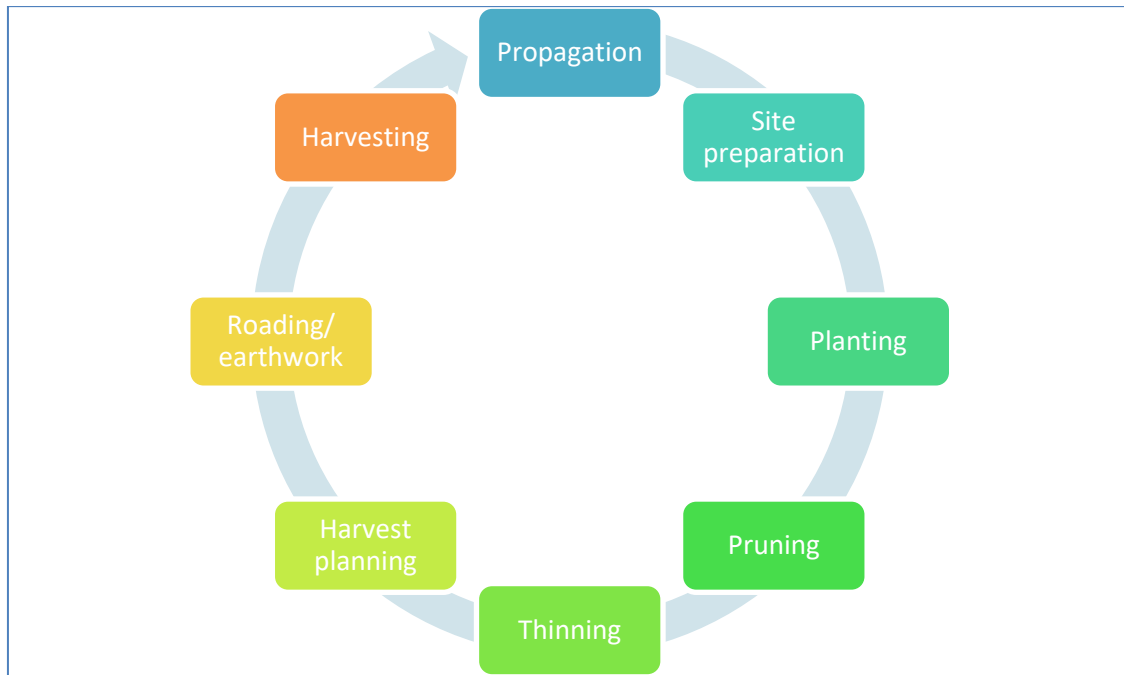 Propagation
Site
preparation
Planting
Pruning
Thinning
Harvest
planning
Roading/
earthwork
Harvesting